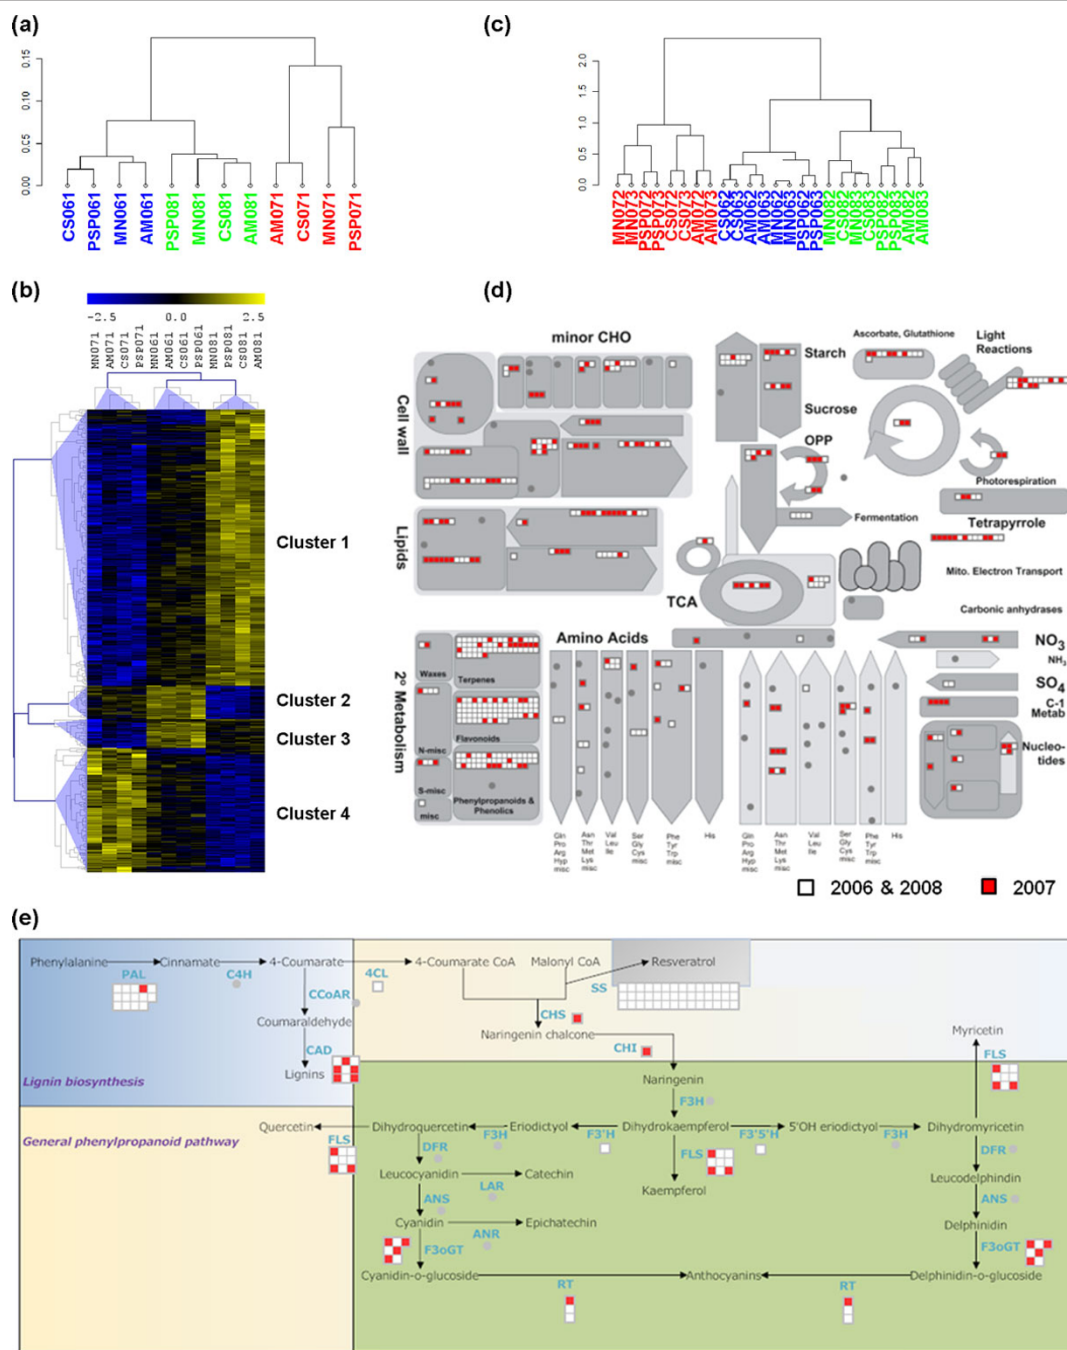 (a)
0.00
0.05
0.10
0.15
CS061
PSP061
MN061
AM061
PSP081
MN081
CS081
AM081
AM071
CS071
MN071
PSP071
(c)
0.0
0.5
1.0
1.5
2.0
MN072
MN073
PSP072
PSP073
CS072
CS073
AM072
AM073
CS062
CS063
AM062
AM063
MN062
MN063
PSP062
PSP063
MN082
CS082
MN083
CS083
PSP082
PSP083
AM082
AM083
(b)
-2.5 0.0 2.5
MN071
AM071
CS071
PSP071
MN061
AM061
CS061
PSP061
MN081
PSP081
CS081
AM081
Cluster 1
Cluster 2
Cluster 3
Cluster 4
(d)
minor CHO
Starch
Ascorbate, Glutathione
Light
Reactions
Cell wall
Sucrose
OPP
Photorespiration
Fermentation
Tetrapyrrole
Lipids
Mito. Electron Transport
TCA
Carbonic anhydrases
Amino Acids
NO3
NH3
SO4
C-1
Metab
Nucleo-
tides
2° Metabolism
Waxes
Terpenes
N-misc
Flavonoids
S-misc
Phenylpropanoids &
Phenolics
misc
Gln
Pro
Arg
Hyp
misc
Asn
Thr
Met
Lys
misc
Val
Leu
Ile
Ser
Gly
Cys
misc
Phe
Tyr
Trp
misc
His
Gln
Pro
Arg
Hyp
misc
Asn
Thr
Met
Lys
misc
Val
Leu
Ile
Ser
Gly
Cys
misc
Phe
Tyr
Trp
misc
His
2006 & 2008
2007
(e)
Phenylalanine
Cinnamate
4-Coumarate
4-Coumarate CoA
Malonyl CoA
Resveratrol
PAL
C4H
4CL
SS
CCoAR
CHS
Coumaraldehyde
Naringenin chalcone
Myricetin
CAD
CHI
FLS
Lignins
Lignin biosynthesis
Naringenin
F3H
General phenylpropanoid pathway
Quercetin
Dihydroquercetin
Eriodictyol
Dihydrokaempferol
5'OH eriodictyol
Dihydromyricetin
FLS
F3H
F3'H
F3'5'H
F3H
DFR
FLS
DFR
Leucocyanidin
Catechin
Kaempferol
Leucodelphindin
LAR
ANS
ANS
Cyanidin
Epichatechin
Delphinidin
ANR
F3oGT
F3oGT
Cyanidin-o-glucoside
Anthocyanins
Delphinidin-o-glucoside
RT
RT